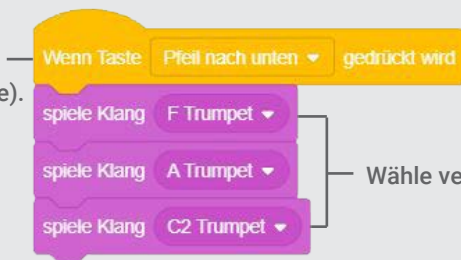 Wenn Taste Pfeil nach unten gedrückt wird
e).
spiele Klang F Trumpet
spiele Klang A Trumpet
Wähle ve
spiele Klang C2 Trumpet